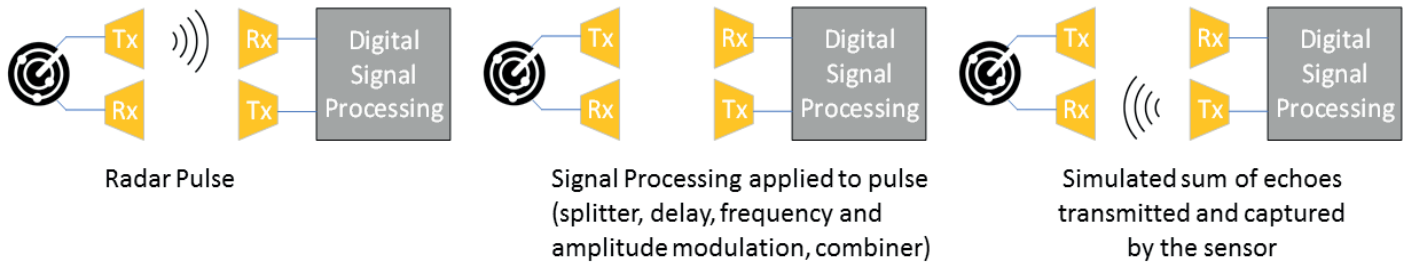 Tx
Rx
Rx
Tx
Digital
Signal
Processing
Radar Pulse
Tx
Rx
Rx
Tx
Digital
Signal
Processing
Signal Processing applied to pulse
(splitter, delay, frequency and
amplitude modulation, combiner)
Tx
Rx
Rx
Tx
Digital
Signal
Processing
Simulated sum of echoes
transmitted and captured
by the sensor